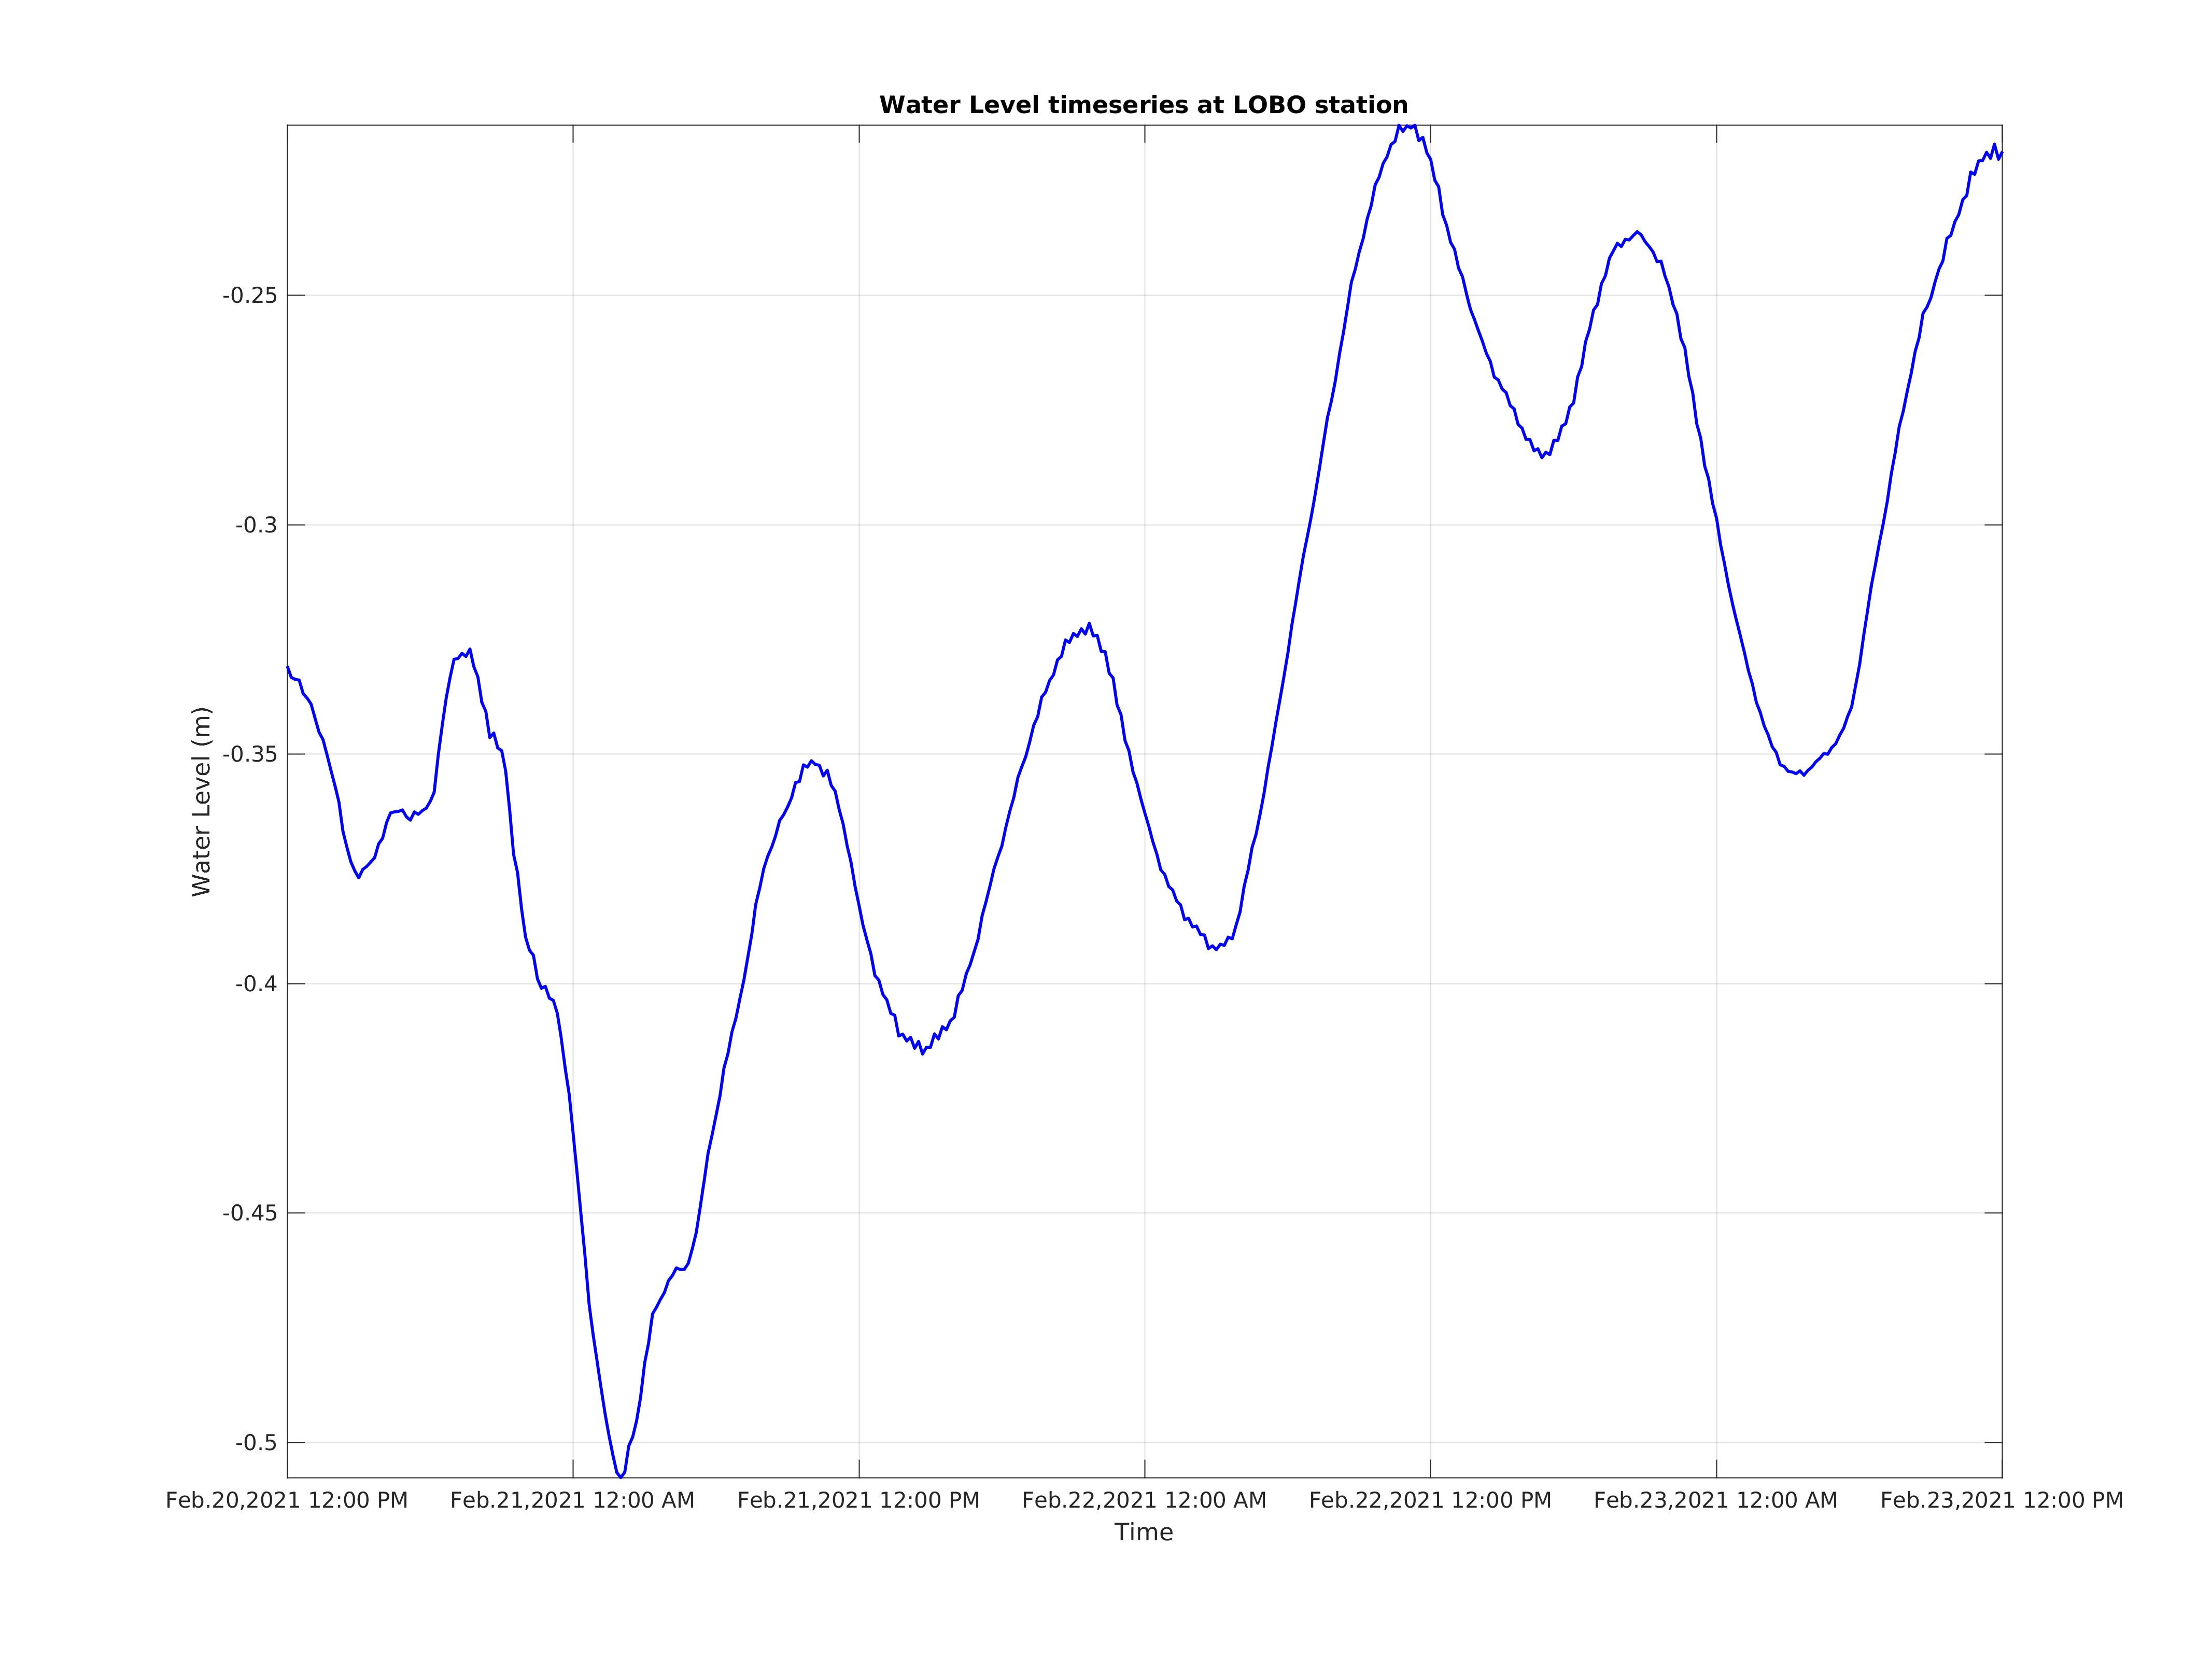 Water Level timeseries at LOBO station
Water Level (m)
-0.25
-0.3
-0.35
-0.4
-0.45
-0.5
Feb.20,2021 12:00 PM
Feb.21,2021 12:00 AM
Feb.21,2021 12:00 PM
Feb.22,2021 12:00 AM
Feb.22,2021 12:00 PM
Feb.23,2021 12:00 AM
Feb.23,2021 12:00 PM
Time